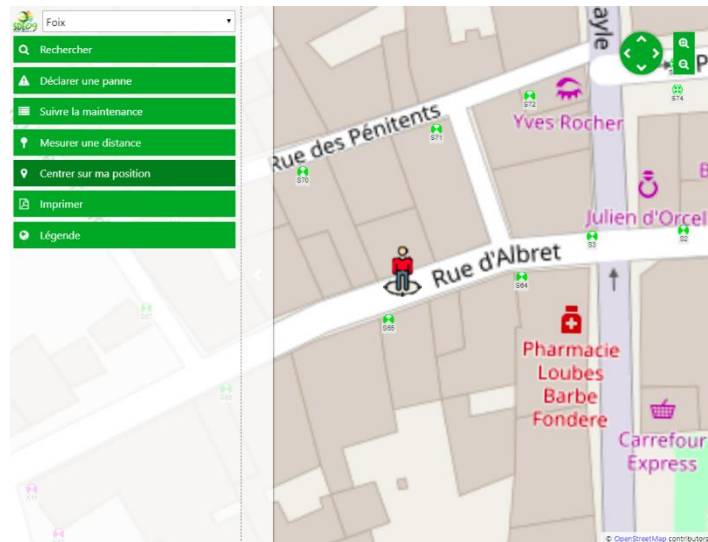 SDE09
Foix
Rechercher
Déclarer une panne
Suivre la maintenance
Mesurer une distance
Centrer sur ma position
Imprimer
Légende
ayle
P
S72
S74
Yves Rocher
Rue des Pénitents
S71
S70
B
Julien d'Orcel
S3
S2
Rue d'Albret
S64
S65
Pharmacie
Loubes
Barbe
Fondere
Carrefour
Express
© OpenStreetMap contributors